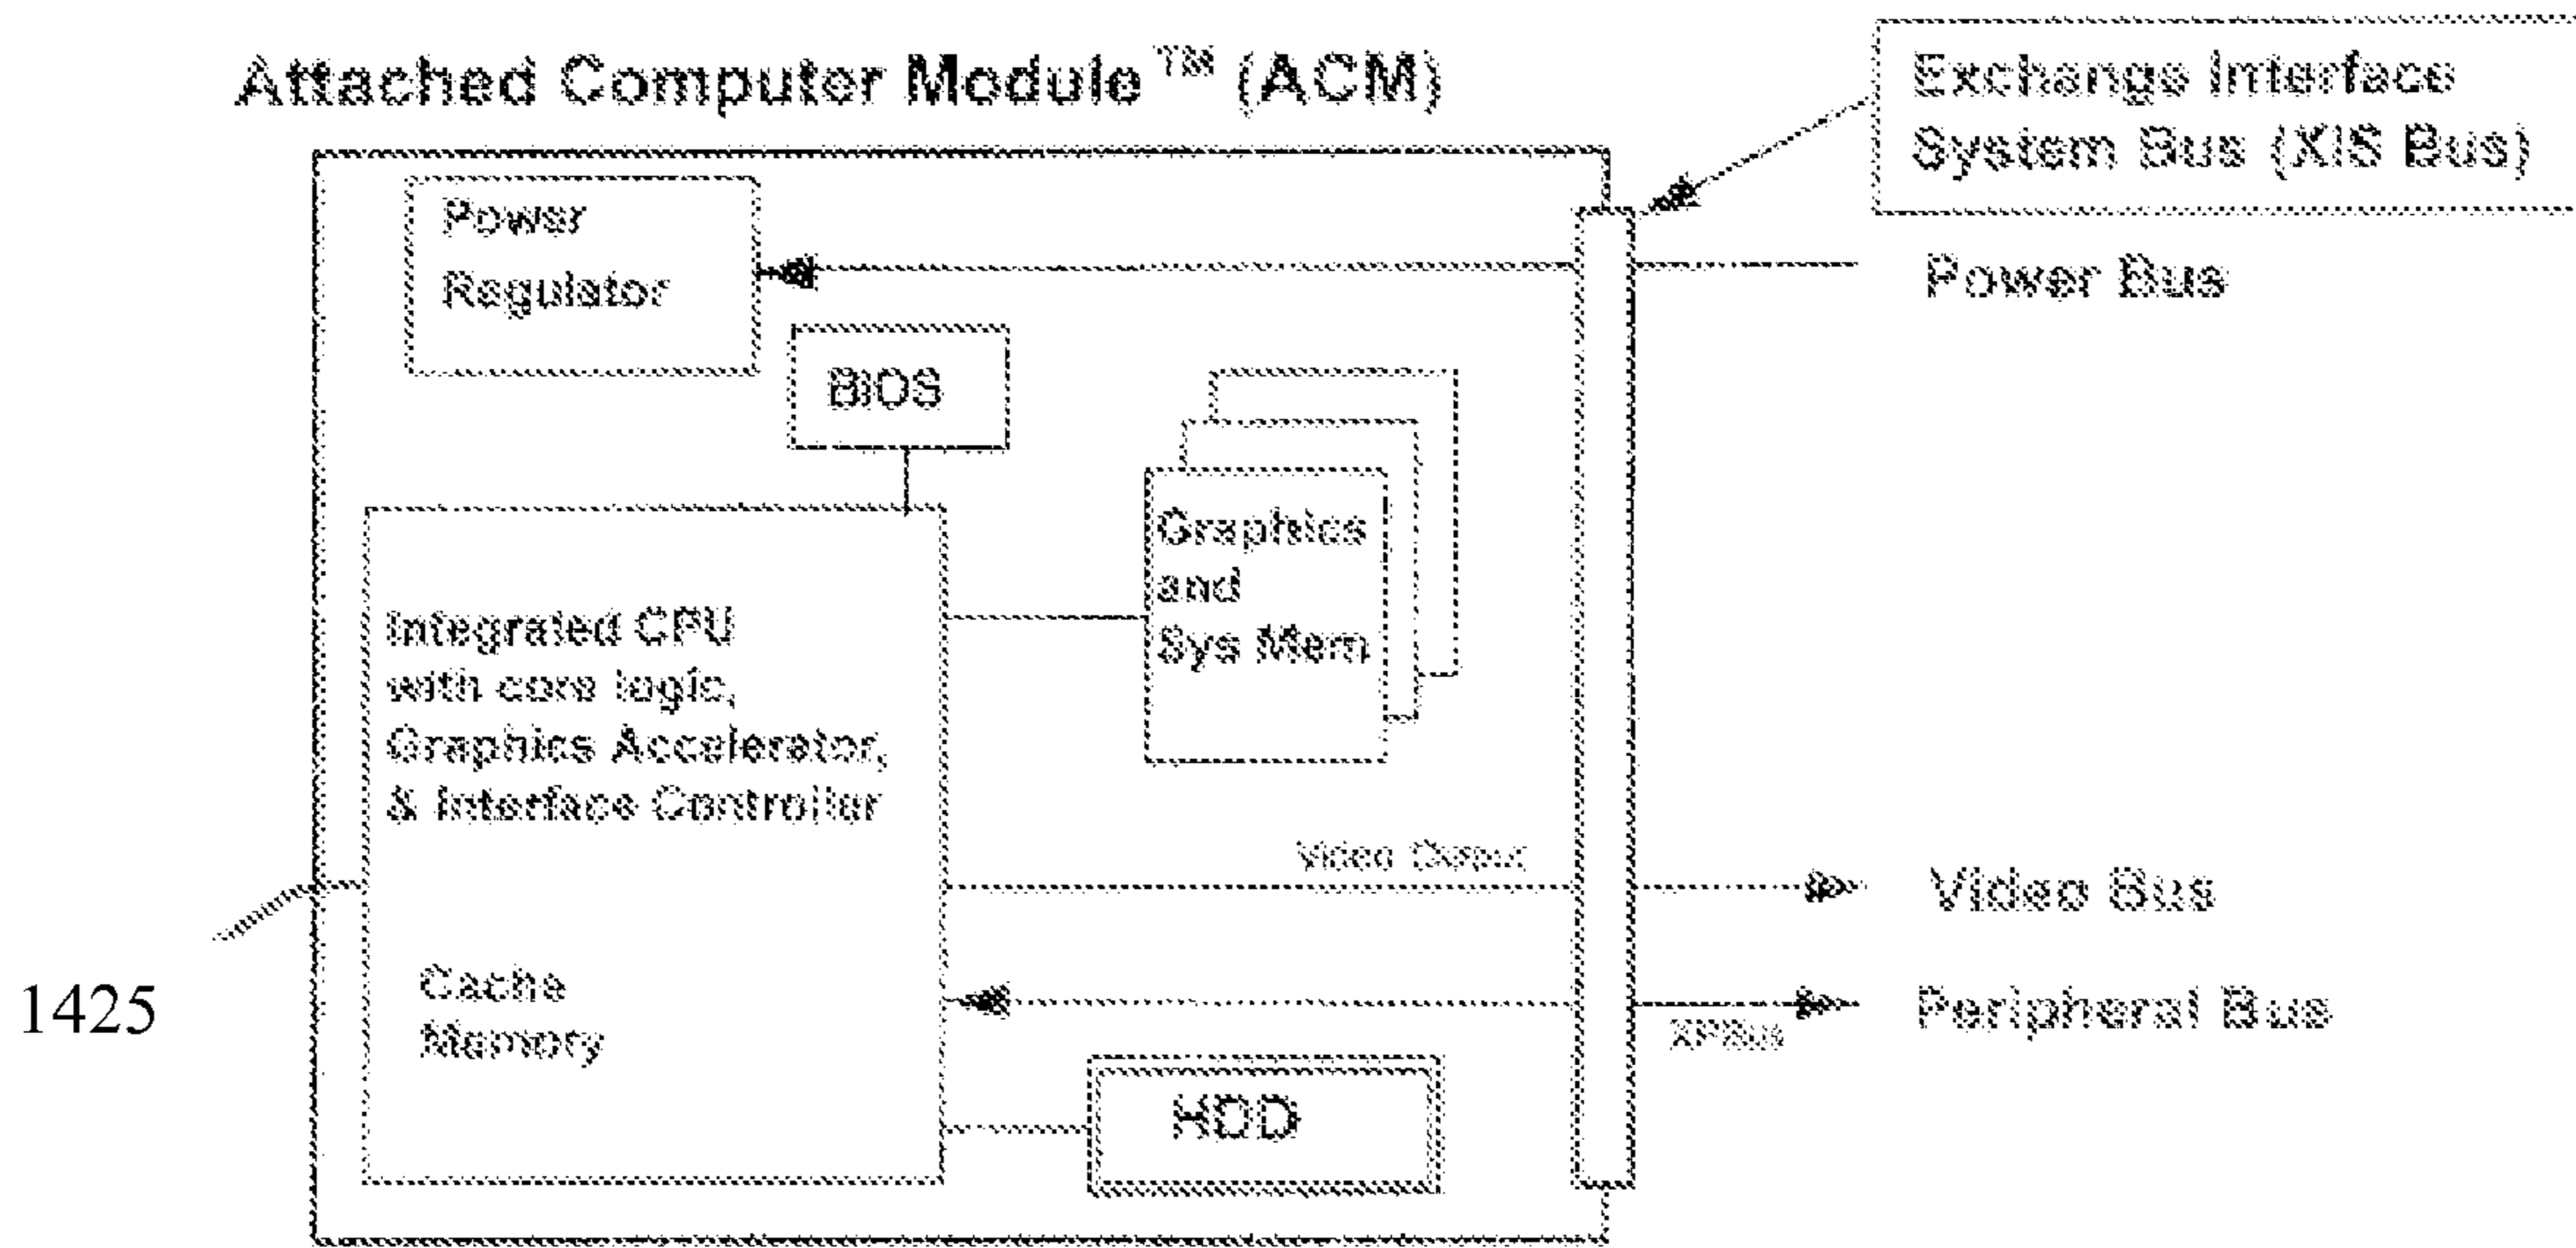 Attached Computer Module™ (ACM)
Exchange Interface
System Bus (XIS Bus)
Power
Regulator
Power Bus
BIOS
Graphics
and
Sys Mem
Integrated CPU
with core logic,
Graphics Accelerator,
& Interface Controller
Video Output
Video Bus
1425
Cache
Memory
XPBus
Peripheral Bus
HDD